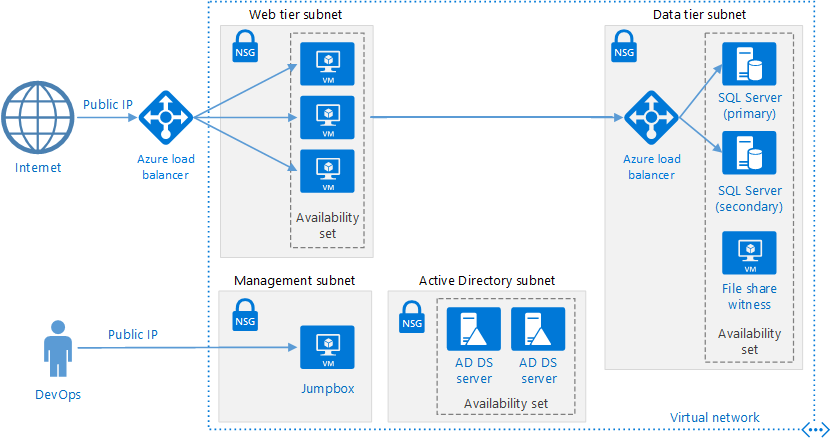 Web tier subnet
NSG
VM
VM
VM
Availability
set
Data tier subnet
NSG
SQL Server
(primary)
SQL Server
(secondary)
VM
File share
witness
Availability
set
Public IP
Internet
Azure load
balancer
Azure load
balancer
Management subnet
NSG
VM
Jumpbox
Active Directory subnet
NSG
AD DS
server
AD DS
server
Availability set
Public IP
DevOps
Virtual network